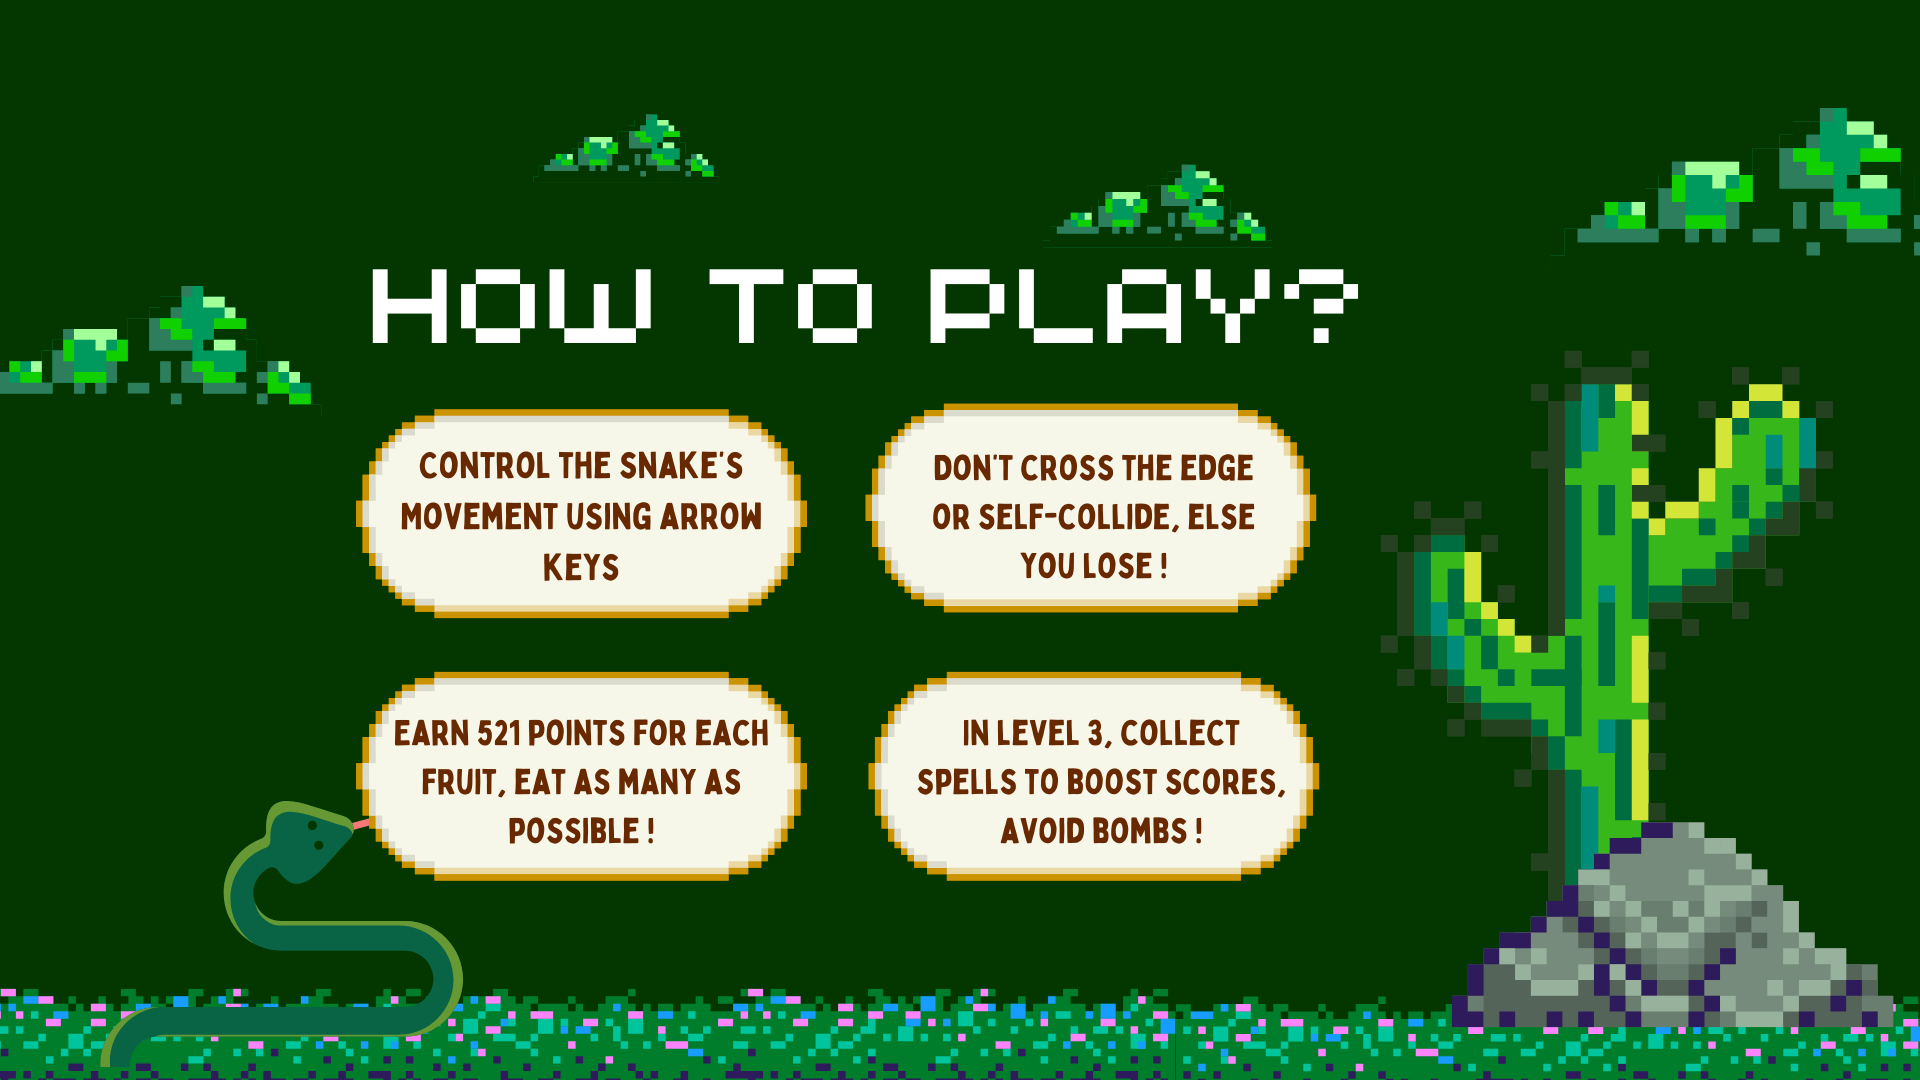 HOW TO PLAY?
CONTROL THE SNAKE'S
MOVEMENT USING ARROW
KEYS
DON'T CROSS THE EDGE
OR SELF-COLLIDE, ELSE
YOU LOSE !
EARN 521 POINTS FOR EACH
FRUIT, EAT AS MANY AS
POSSIBLE !
IN LEVEL 3, COLLECT
SPELLS TO BOOST SCORES,
AVOID BOMBS !